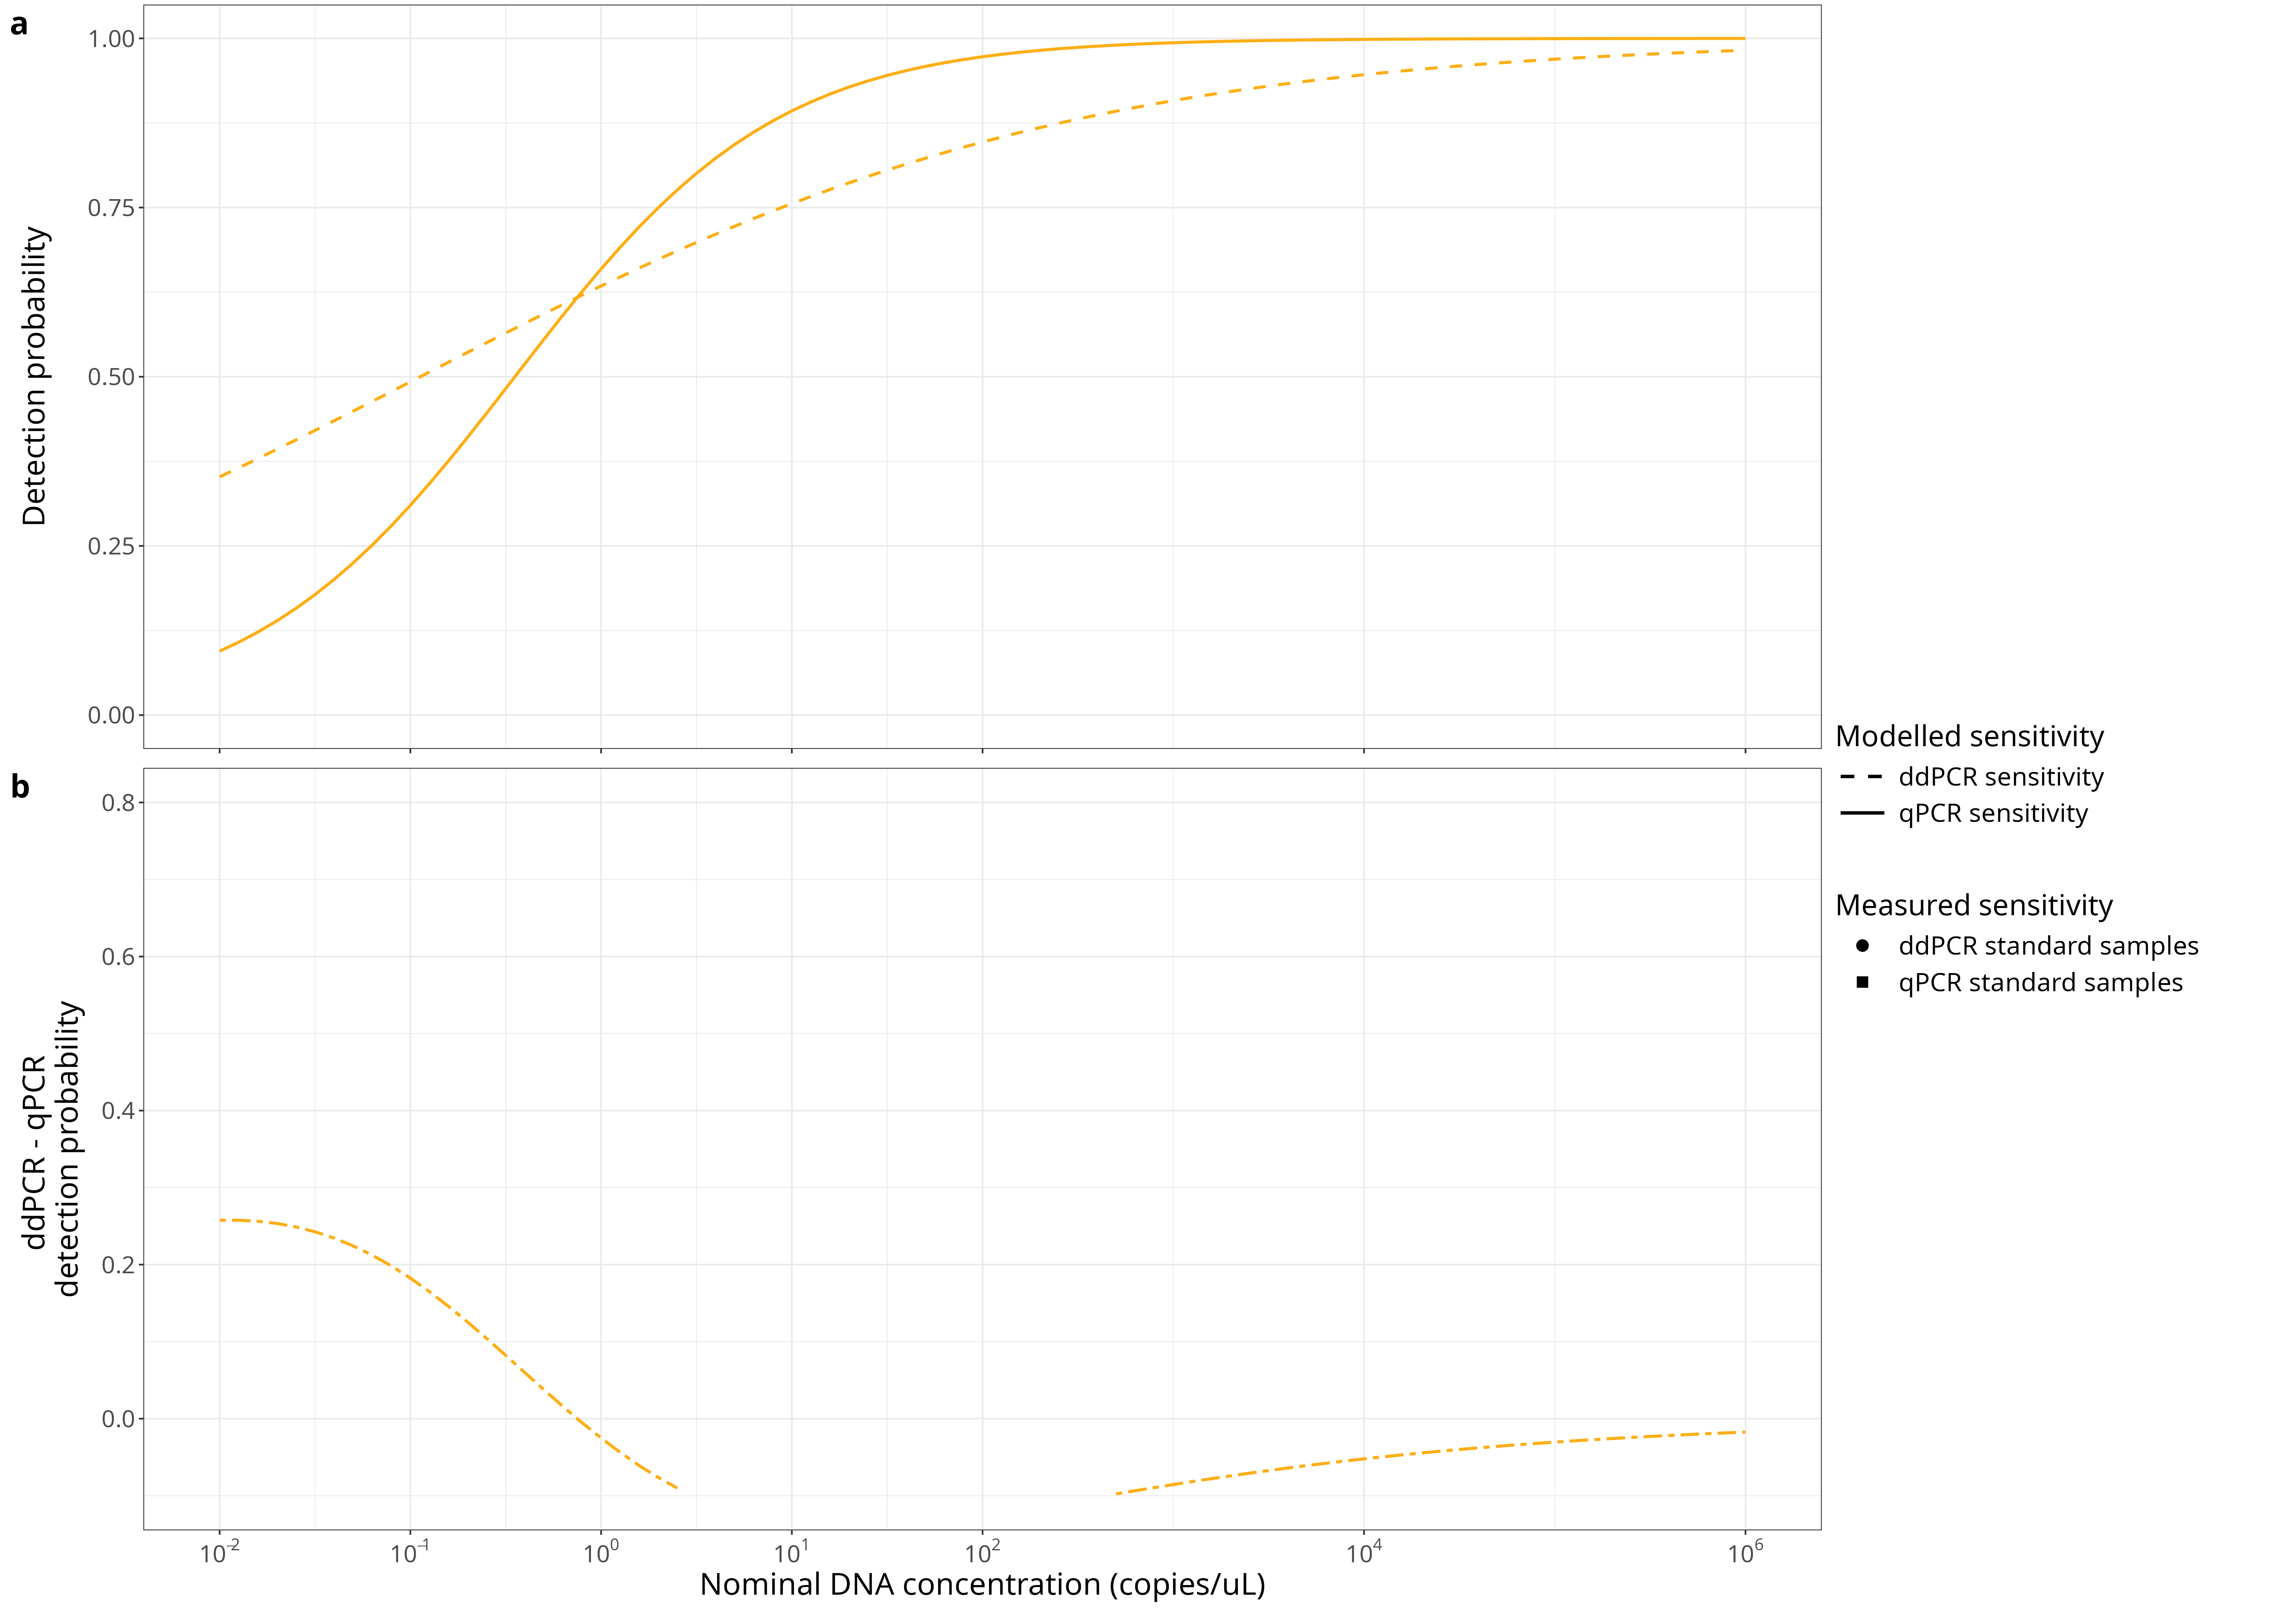 a
1.00
0.75
0.50
0.25
0.00
Detection probability
b
0.8
0.6
0.4
0.2
0.0
ddPCR - qPCR
detection probability
10⁻² 10⁻¹ 10⁰ 10¹ 10² 10⁴ 10⁶
Nominal DNA concentration (copies/uL)
Modelled sensitivity
ddPCR sensitivity
qPCR sensitivity
Measured sensitivity
ddPCR standard samples
qPCR standard samples